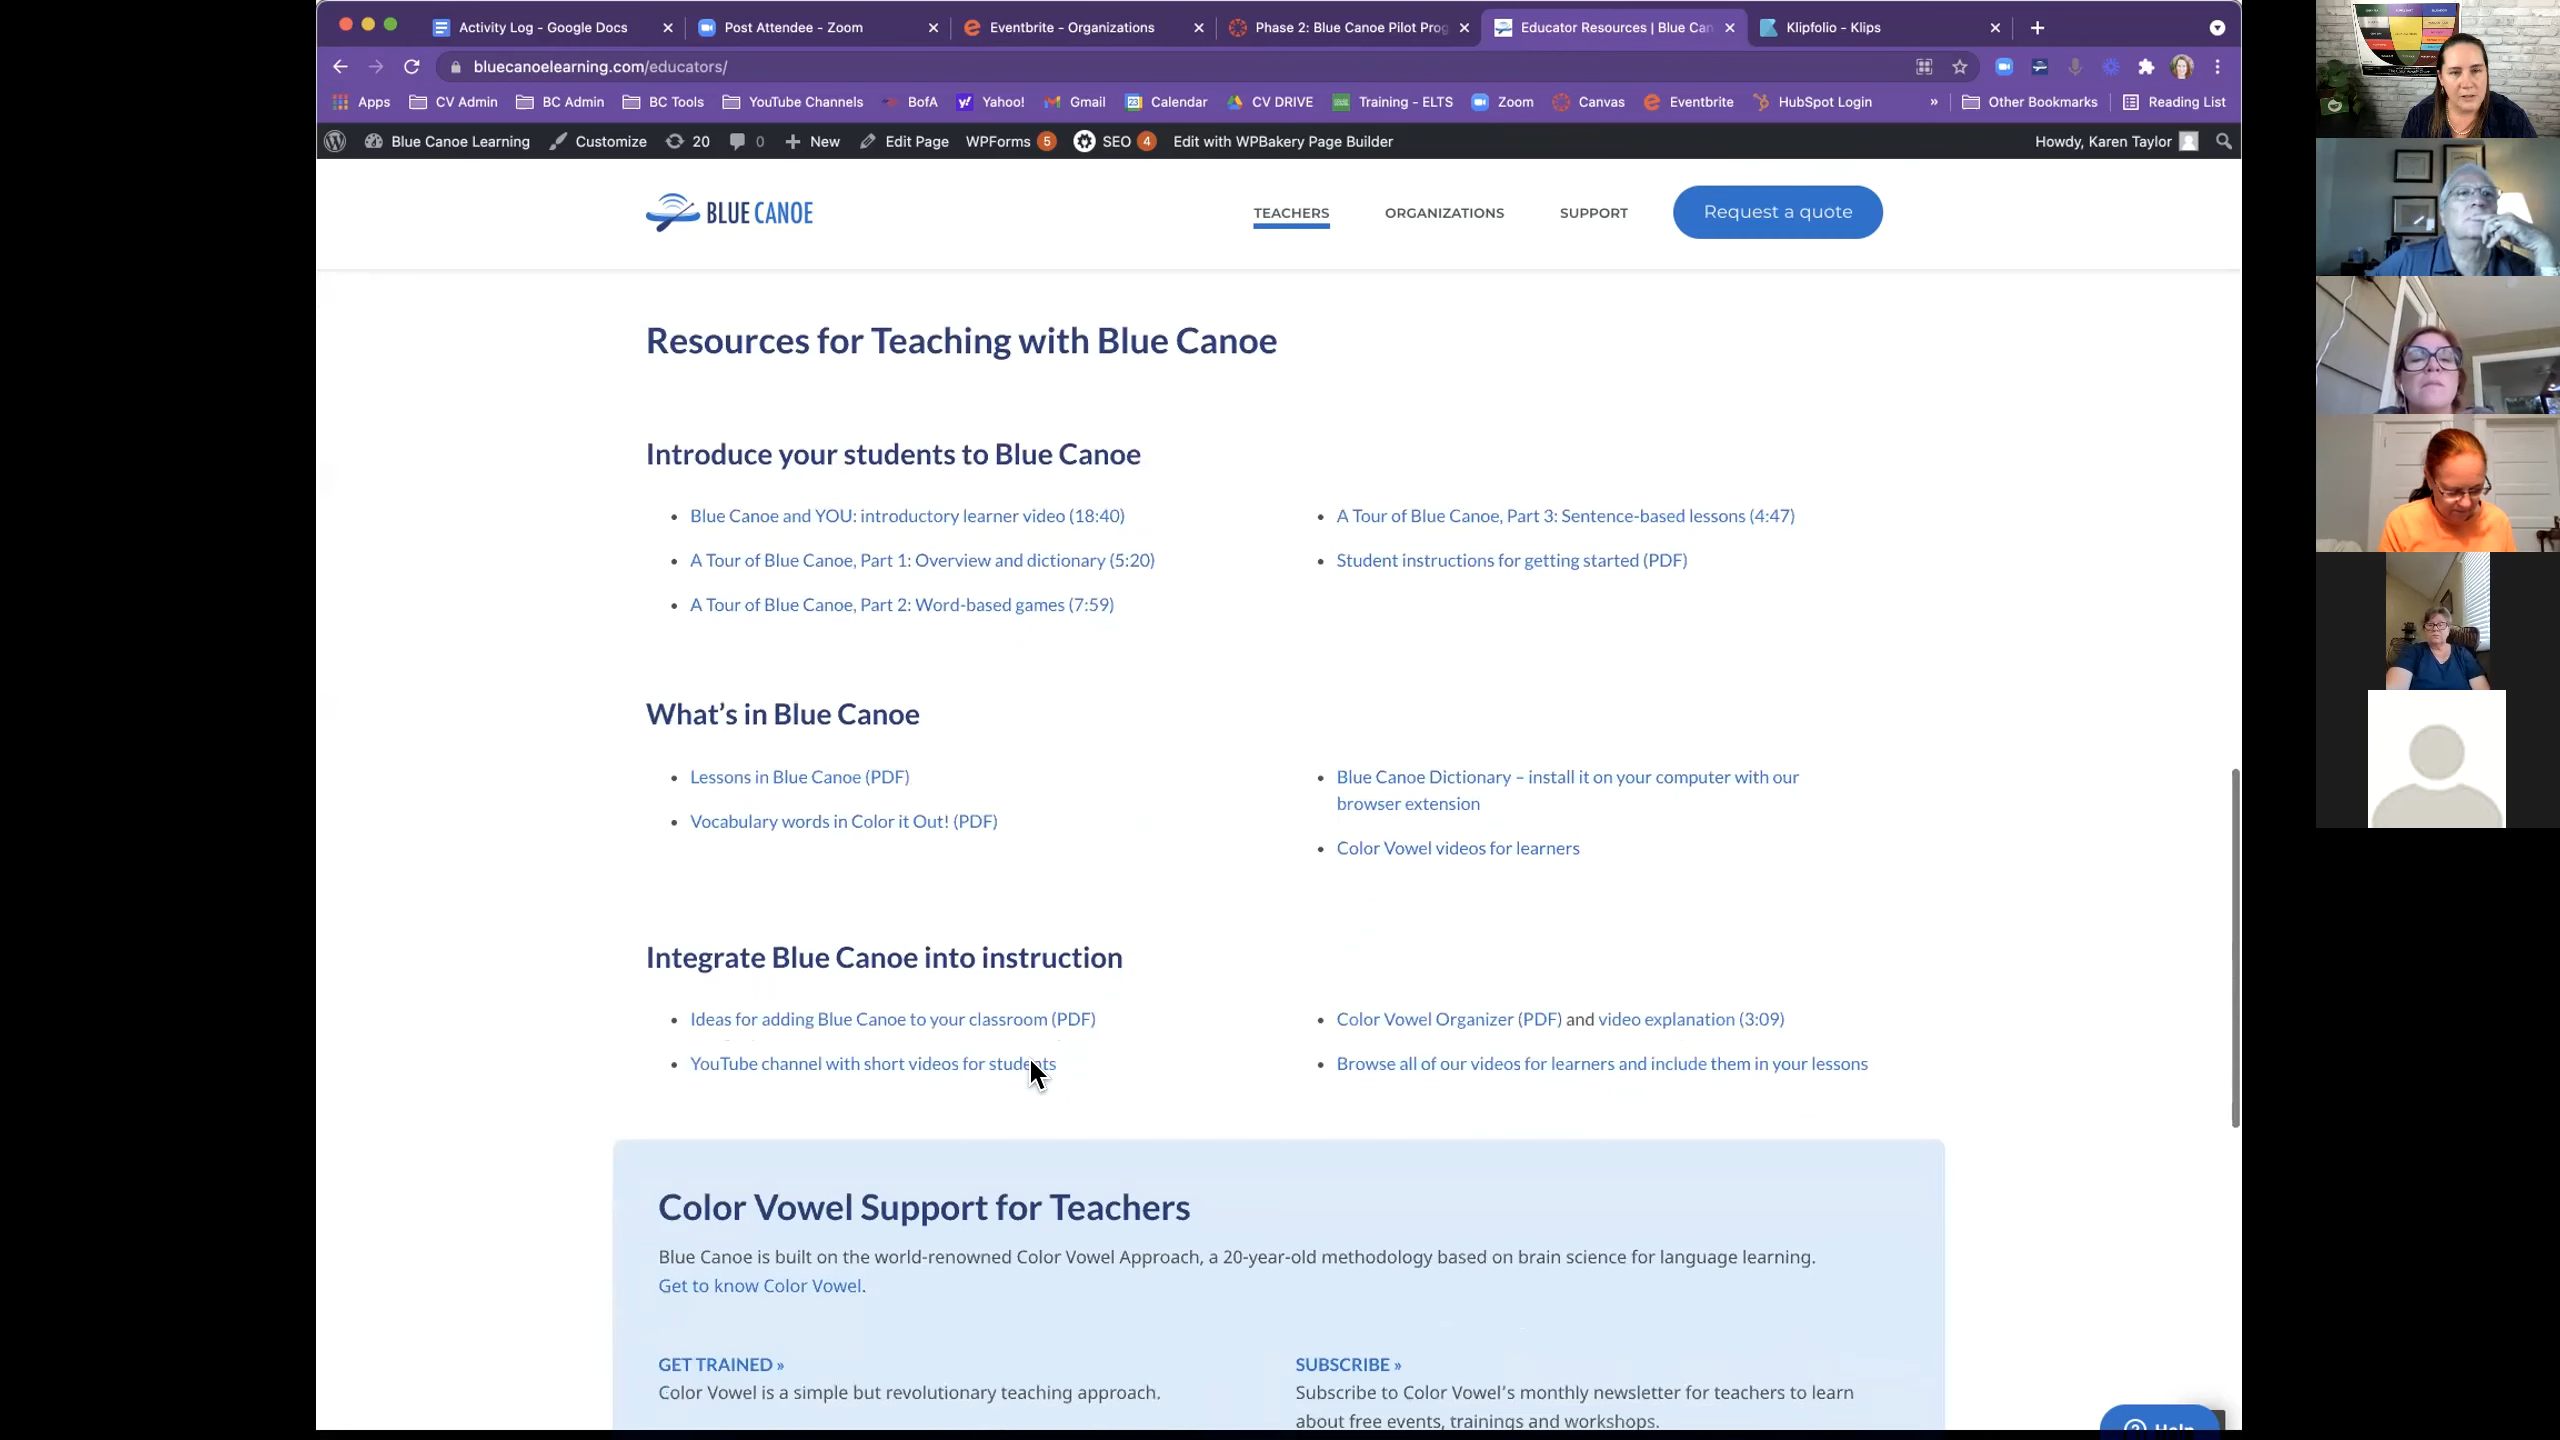 Activity Log - Google Docs
Post Attendee - Zoom
Eventbrite - Organizations
Phase 2: Blue Canoe Pilot Prog
Educator Resources | Blue Can
Klipfolio - Klips
bluecanoelearning.com/educators/
Apps CV Admin BC Admin BC Tools YouTube Channels BofA Yahoo! Gmail Calendar CV DRIVE Training - ELTS Zoom Canvas Eventbrite HubSpot Login » Other Bookmarks Reading List
Blue Canoe Learning Customize 20 0 New Edit Page WPForms 5 SEO 4 Edit with WPBakery Page Builder Howdy, Karen Taylor
BLUE CANOE
TEACHERS ORGANIZATIONS SUPPORT Request a quote
Resources for Teaching with Blue Canoe
Introduce your students to Blue Canoe
Blue Canoe and YOU: introductory learner video (18:40)
A Tour of Blue Canoe, Part 1: Overview and dictionary (5:20)
A Tour of Blue Canoe, Part 2: Word-based games (7:59)
A Tour of Blue Canoe, Part 3: Sentence-based lessons (4:47)
Student instructions for getting started (PDF)
What's in Blue Canoe
Lessons in Blue Canoe (PDF)
Vocabulary words in Color it Out! (PDF)
Blue Canoe Dictionary – install it on your computer with our
browser extension
Color Vowel videos for learners
Integrate Blue Canoe into instruction
Ideas for adding Blue Canoe to your classroom (PDF)
YouTube channel with short videos for students
Color Vowel Organizer (PDF) and video explanation (3:09)
Browse all of our videos for learners and include them in your lessons
Color Vowel Support for Teachers
Blue Canoe is built on the world-renowned Color Vowel Approach, a 20-year-old methodology based on brain science for language learning.
Get to know Color Vowel.
GET TRAINED »
Color Vowel is a simple but revolutionary teaching approach.
SUBSCRIBE »
Subscribe to Color Vowel's monthly newsletter for teachers to learn
about free events, trainings and workshops.
Help